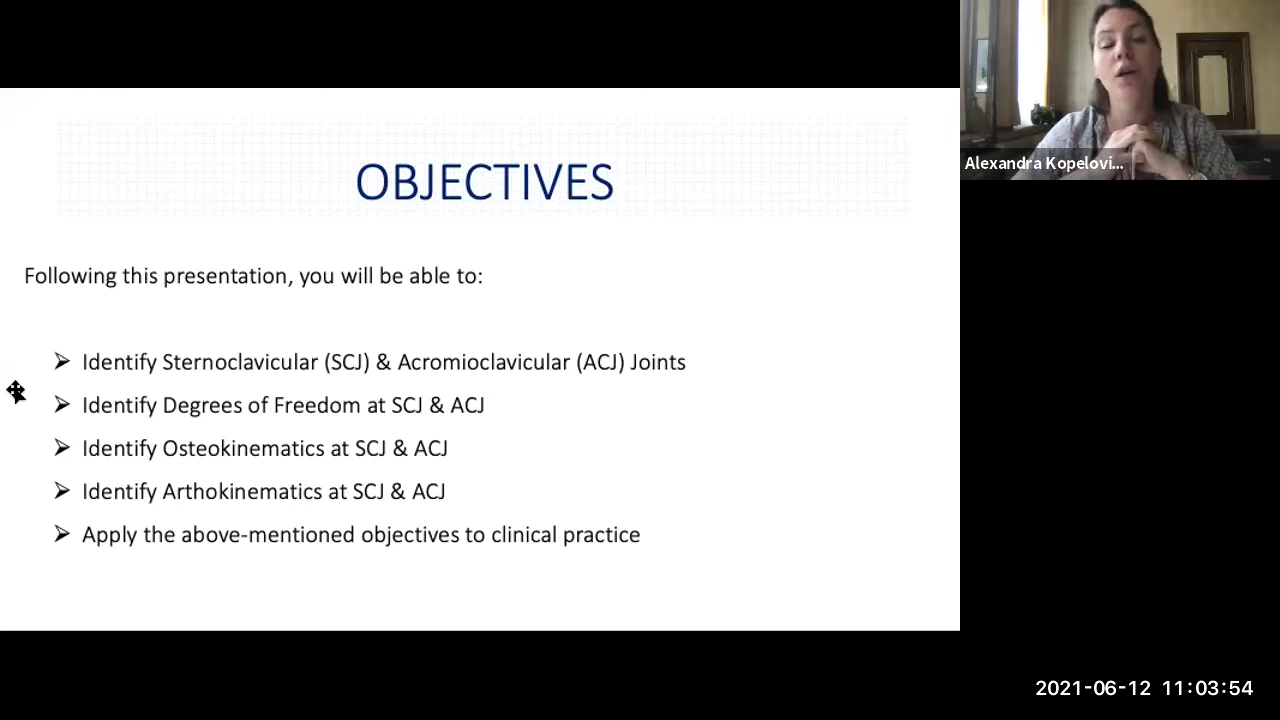 OBJECTIVES
Following this presentation, you will be able to:
Identify Sternoclavicular (SCJ) & Acromioclavicular (ACJ) Joints
Identify Degrees of Freedom at SCJ & ACJ
Identify Osteokinematics at SCJ & ACJ
Identify Arthokinematics at SCJ & ACJ
Apply the above-mentioned objectives to clinical practice
Alexandra Kopelovi...
2021-06-12 11:03:54